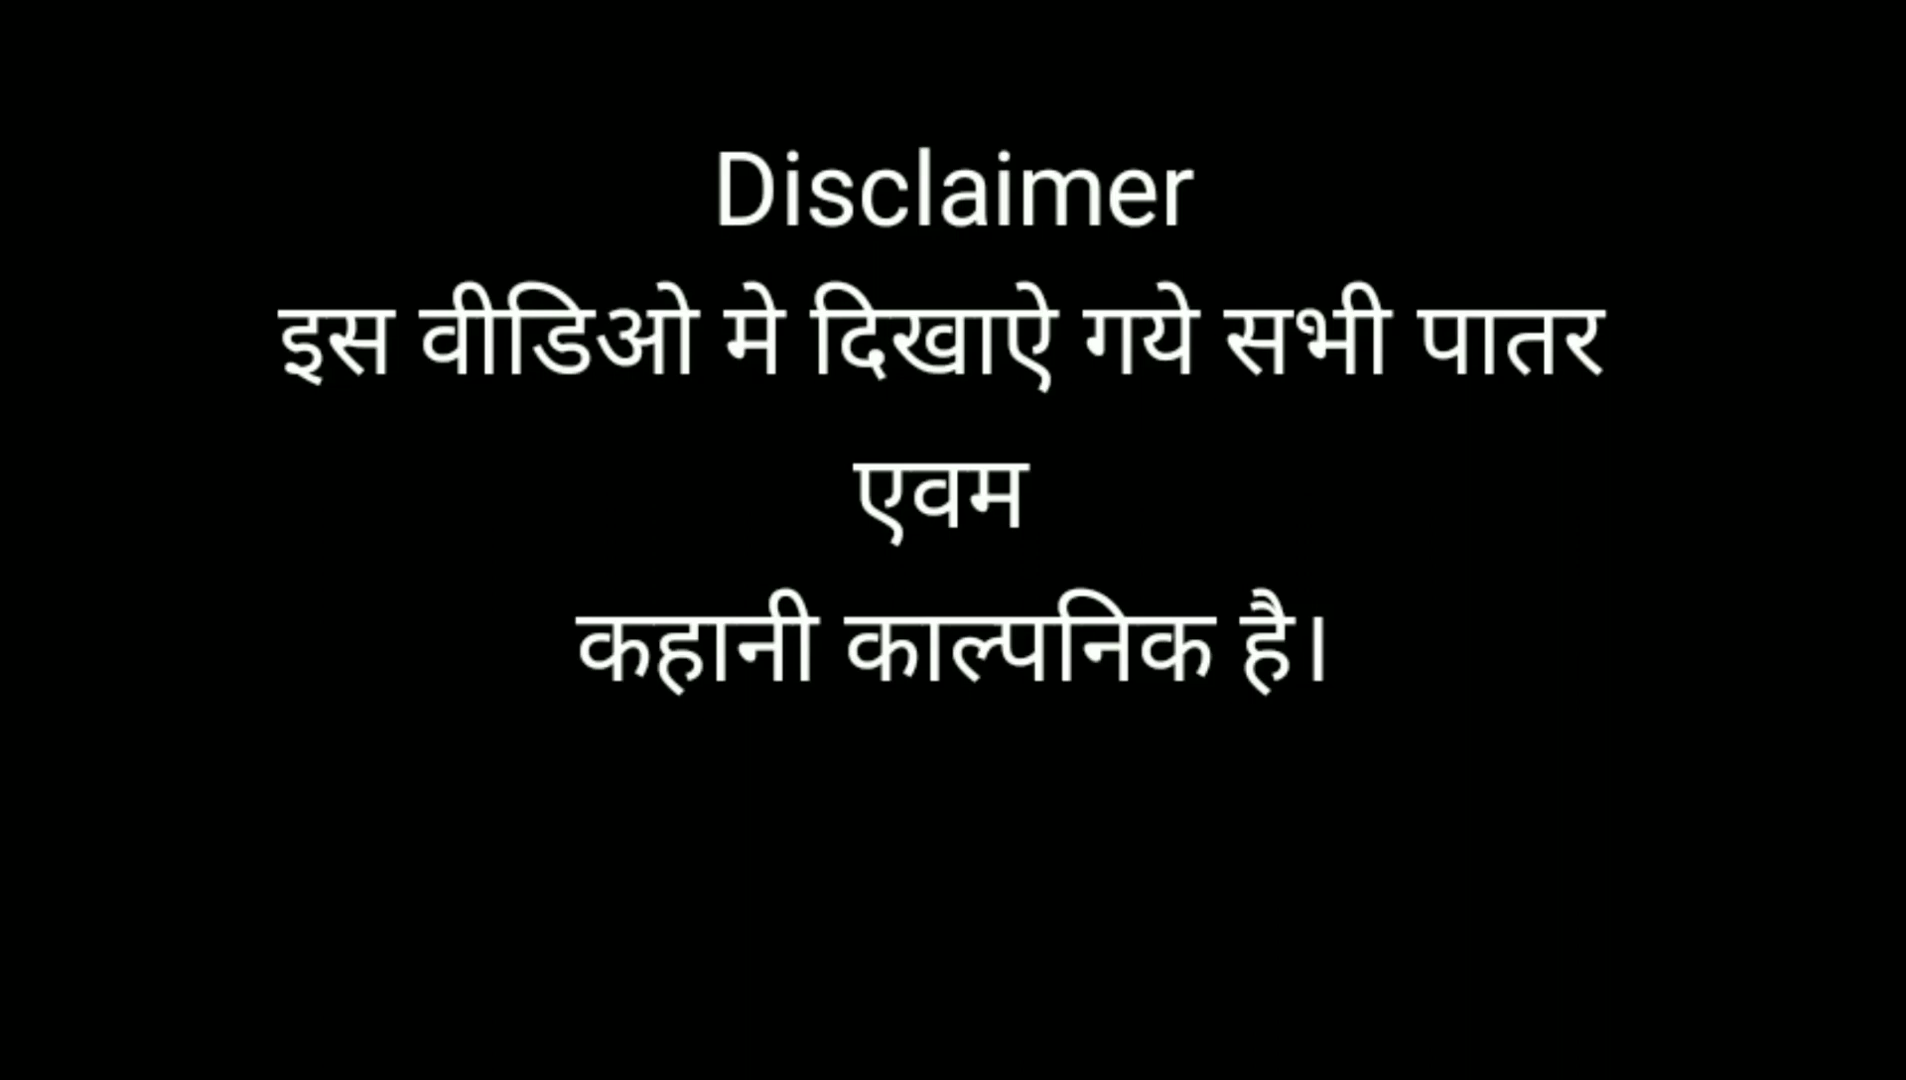 Disclaimer
इस वीडिओ मे दिखाऐ गये सभी पातर
एवम
कहानी काल्पनिक है।